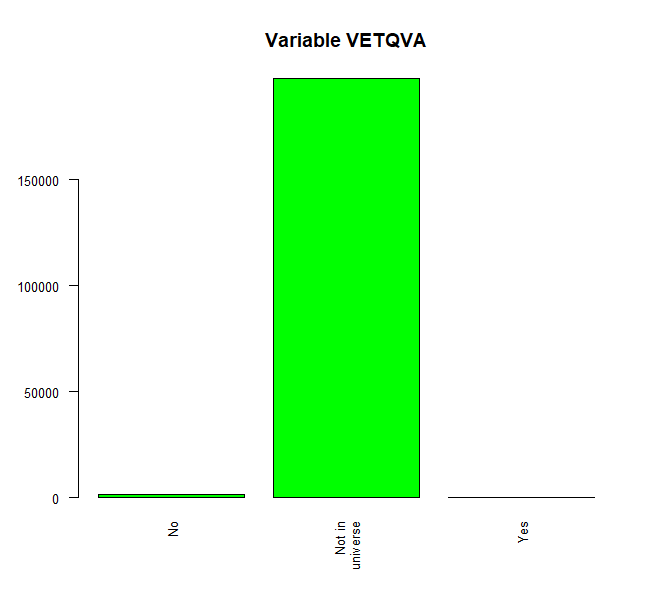 Variable VETQVA
150000
100000
50000
0
No
Not in
universe
Yes